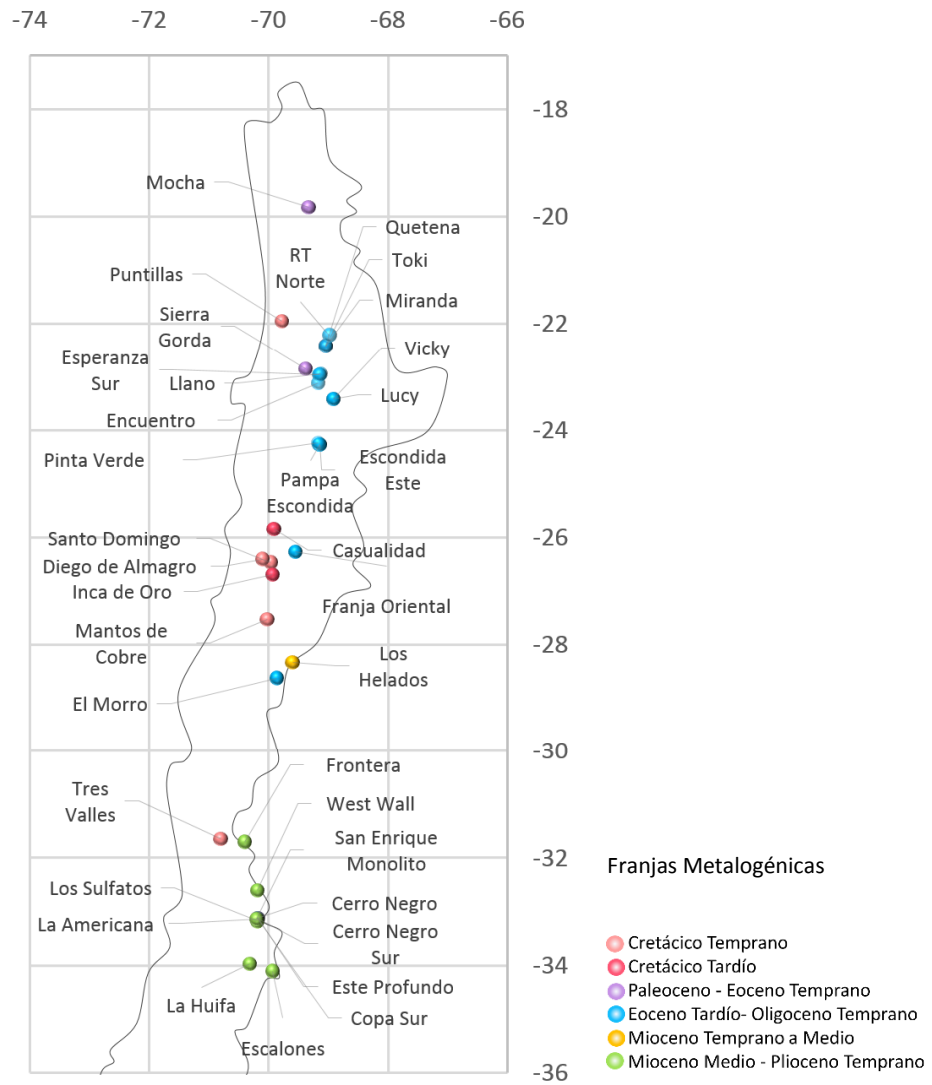 -74
-72
-70
-68
-66
-18
Mocha
-20
Quetena
RT
Norte
Toki
Puntillas
Miranda
Sierra
Gorda
-22
Vicky
Esperanza
Sur
Llano
Lucy
Encuentro
-24
Pinta Verde
Escondida
Este
Pampa
Escondida
-26
Santo Domingo
Casualidad
Diego de Almagro
Inca de Oro
Franja Oriental
Mantos de
Cobre
-28
Los
Helados
El Morro
-30
Frontera
Tres
Valles
West Wall
San Enrique
Monolito
-32
Los Sulfatos
Cerro Negro
La Americana
Cerro Negro
Sur
-34
Este Profundo
La Huifa
Copa Sur
Escalones
-36
Franjas Metalogénicas
Cretácico Temprano
Cretácico Tardío
Paleoceno - Eoceno Temprano
Eoceno Tardío- Oligoceno Temprano
Mioceno Temprano a Medio
Mioceno Medio - Plioceno Temprano